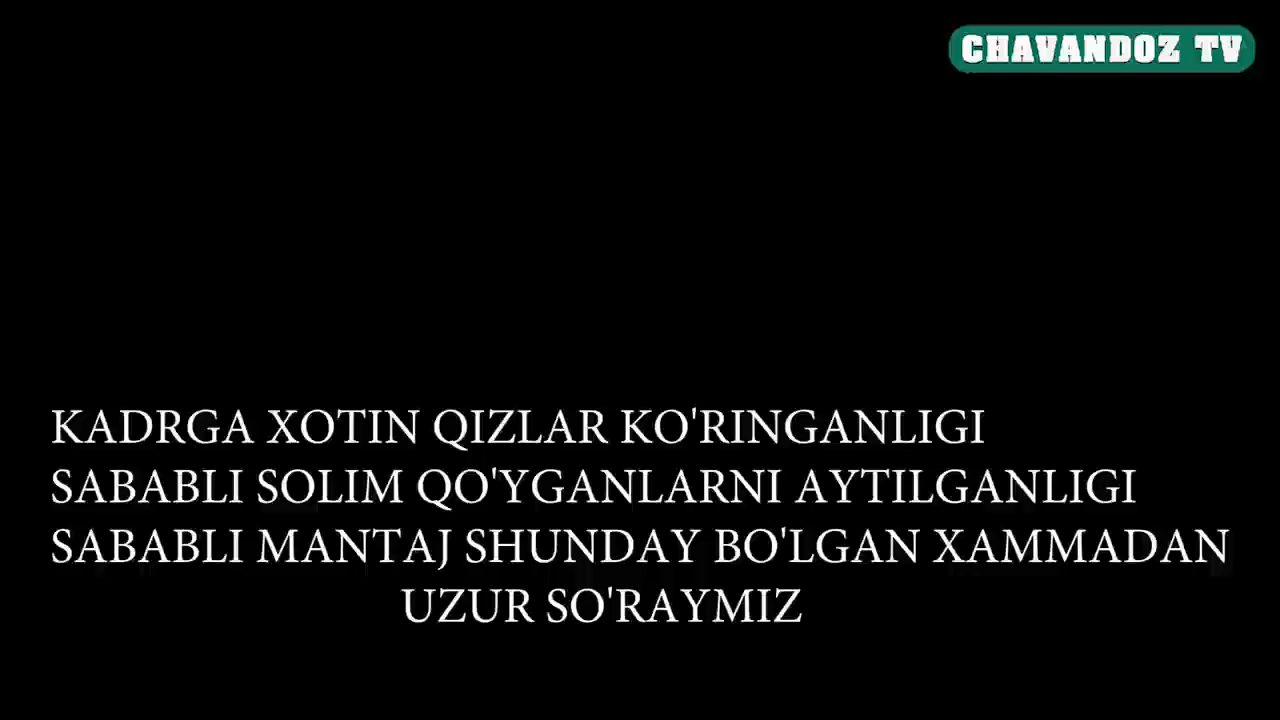 CHAVANDOZ TV
KADRGA XOTIN QIZLAR KO'RINGANLIGI
SABABLI SOLIM QO'YGANLARNI AYTILGANLIGI
SABABLI MANTAJ SHUNDAY BO'LGAN XAMMADAN
UZUR SO'RAYMIZ